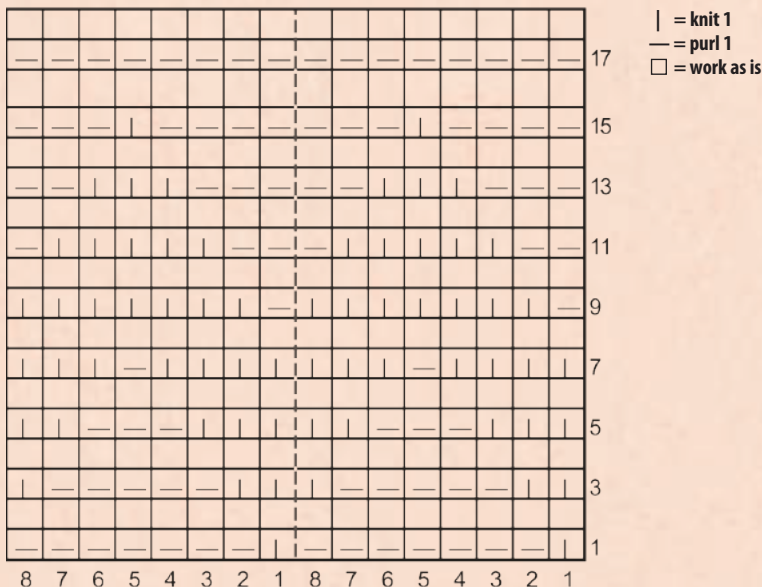 | = knit 1
— = purl 1
□ = work as is
17
15
13
11
9
7
5
3
1
8 7 6 5 4 3 2 1 8 7 6 5 4 3 2 1